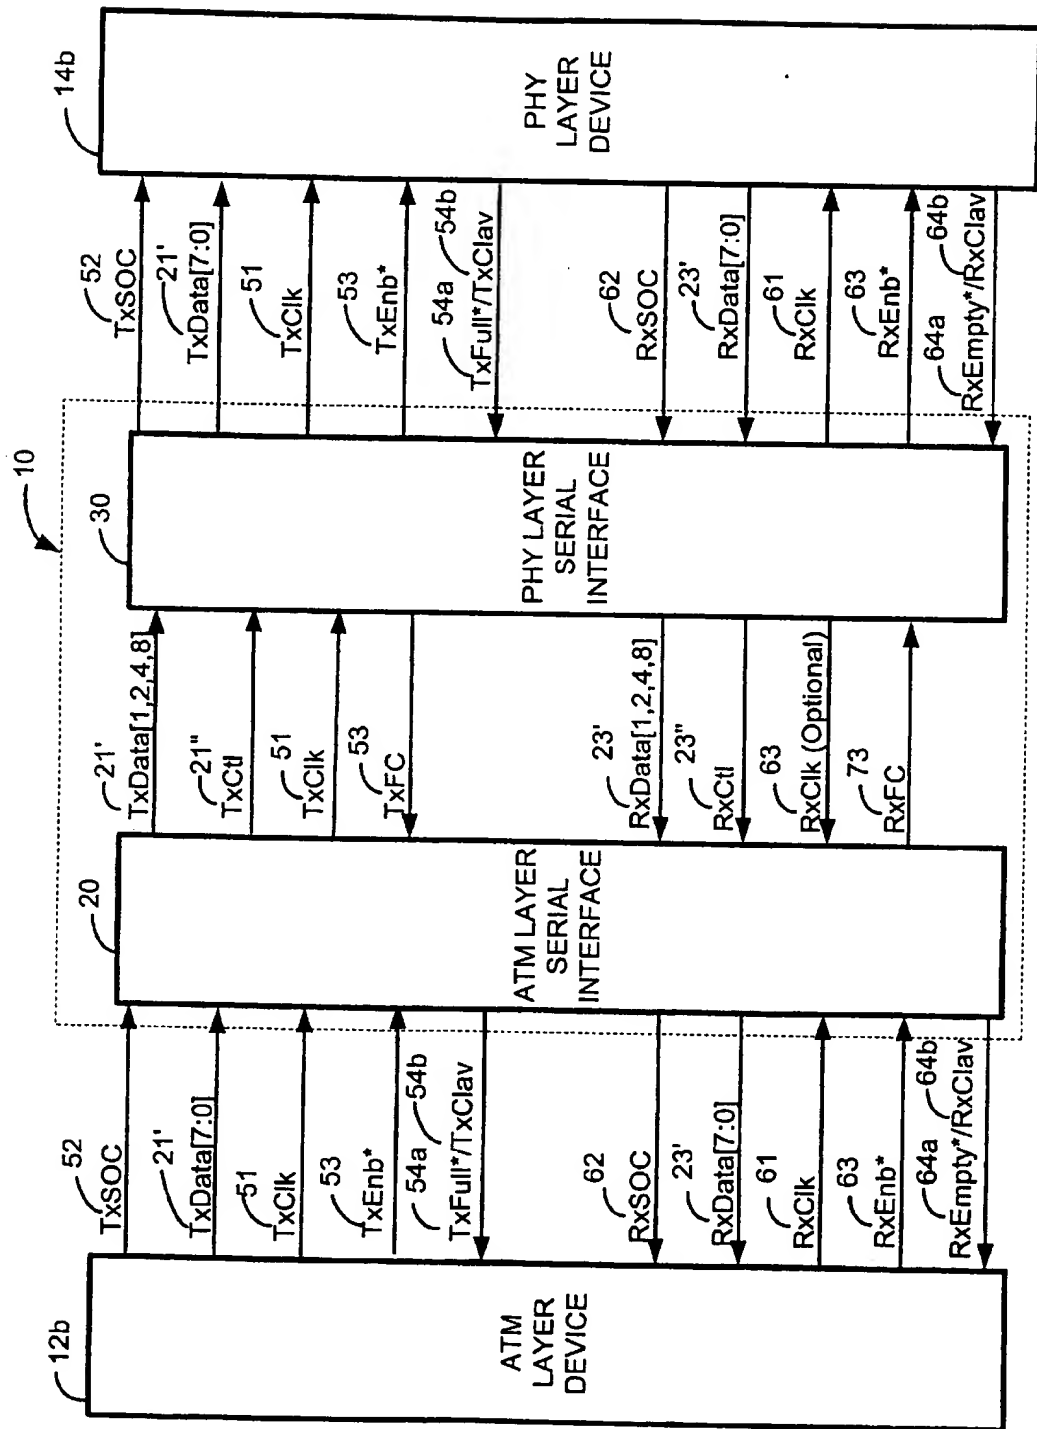 12b
ATM
LAYER
DEVICE
52
TxSOC
21'
TxData[7:0]
51
TxClk
53
TxEnb*
54a
54b
TxFull*/TxClav
62
RxSOC
23'
RxData[7:0]
61
RxClk
63
RxEnb*
64a
64b
RxEmpty*/RxClav
10
20
ATM LAYER
SERIAL
INTERFACE
21'
TxData[1,2,4,8]
21"
TxCtl
51
TxClk
53
TxFC
23'
RxData[1,2,4,8]
23"
RxCtl
63
RxClk (Optional)
73
RxFC
30
PHY LAYER
SERIAL
INTERFACE
52
TxSOC
21'
TxData[7:0]
51
TxClk
53
TxEnb*
54a
54b
TxFull*/TxClav
62
RxSOC
23'
RxData[7:0]
61
RxClk
63
RxEnb*
64a
64b
RxEmpty*/RxClav
14b
PHY
LAYER
DEVICE